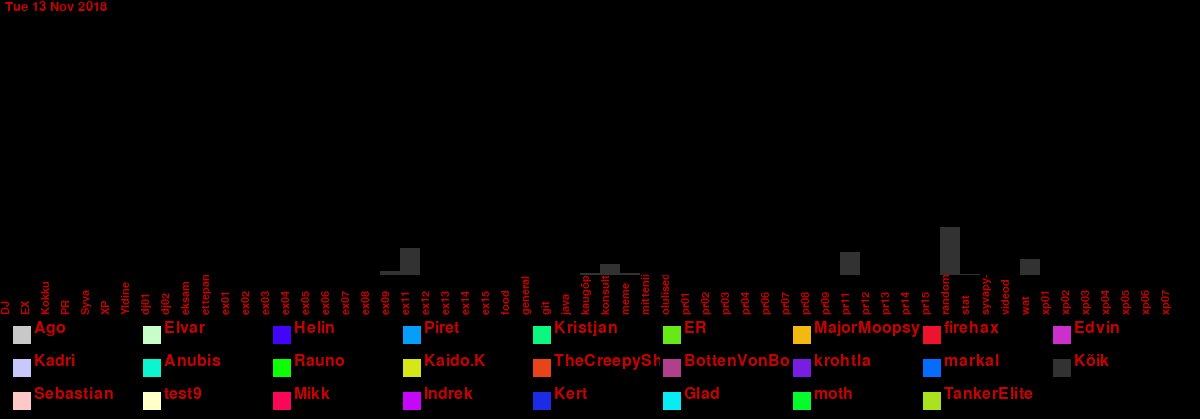 Tue 13 Nov 2018
DJ EX Kokku PR Syva XP Yldine dji01 dji02 eksam ettepan ex01 ex02 ex03 ex04 ex05 ex06 ex07 ex08 ex09 ex11 ex12 ex13 ex14 ex15 food general git java kaugõp konsult meme mittenii olulised pr01 pr02 pr03 pr04 pr06 pr07 pr08 pr09 pr11 pr12 pr13 pr14 pr15 random stat syvapy- videod wat xp01 xp02 xp03 xp04 xp05 xp06 xp07
Ago Elvar Helin Piret Kristjan ER MajorMoopsy firehax Edvin
Kadri Anubis Rauno Kaido.K TheCreepySh BottenVonBo krohtla markal Kõik
Sebastian test9 Mikk Indrek Kert Glad moth TankerElite